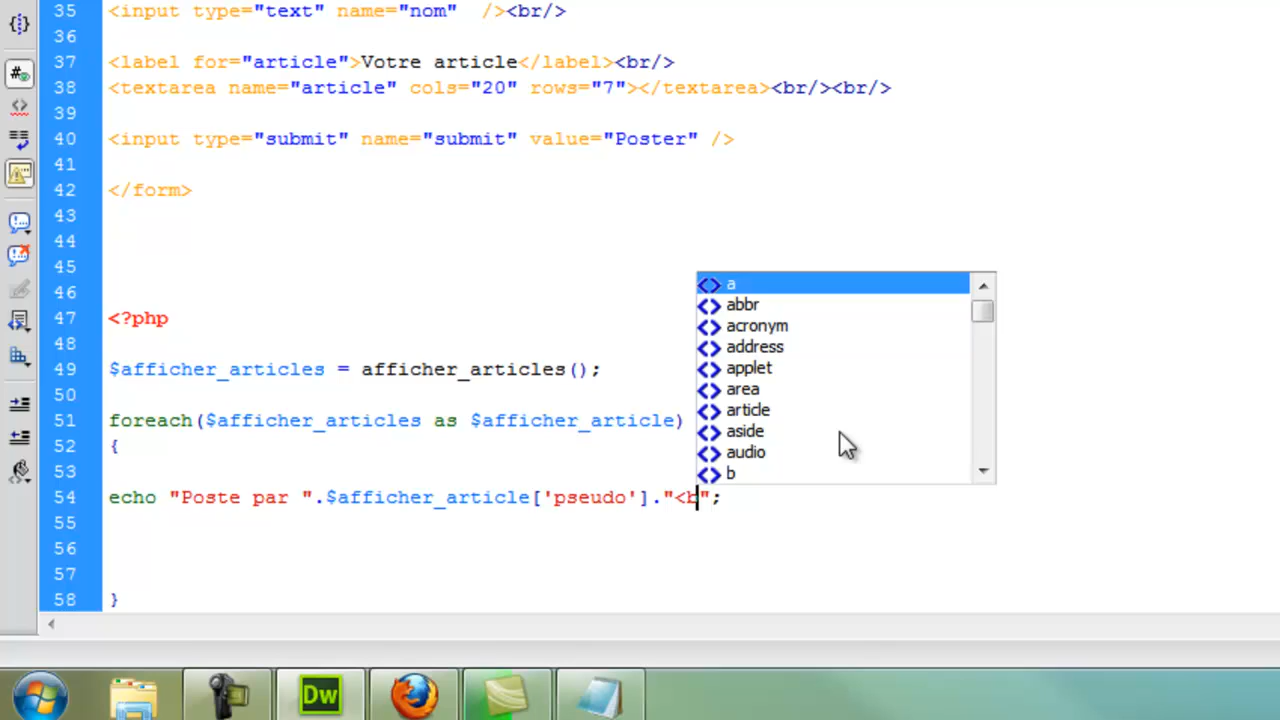 35 <input type="text" name="nom" /><br/>
36
37 <label for="article">Votre article</label><br/>
38 <textarea name="article" cols="20" rows="7"></textarea><br/><br/>
39
40 <input type="submit" name="submit" value="Poster" />
41
42 </form>
43
44
45
46
47 <?php
48
49 $afficher_articles = afficher_articles();
50
51 foreach($afficher_articles as $afficher_article)
52 {
53
54 echo "Poste par ".$afficher_article['pseudo']."<b";
55
56
57
58 }
<> a
<> abbr
<> acronym
<> address
<> applet
<> area
<> article
<> aside
<> audio
<> b
Dw